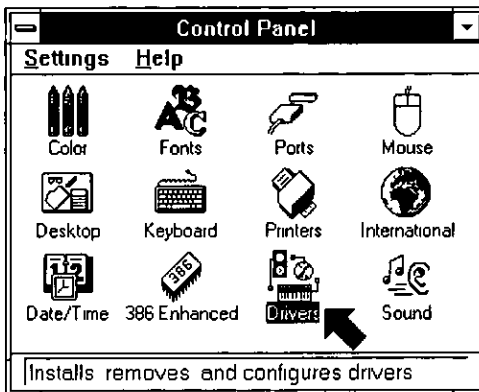 Control Panel
Settings Help
Color Fonts Ports Mouse
Desktop Keyboard Printers International
Date/Time 386 Enhanced Drivers Sound
Installs removes and configures drivers